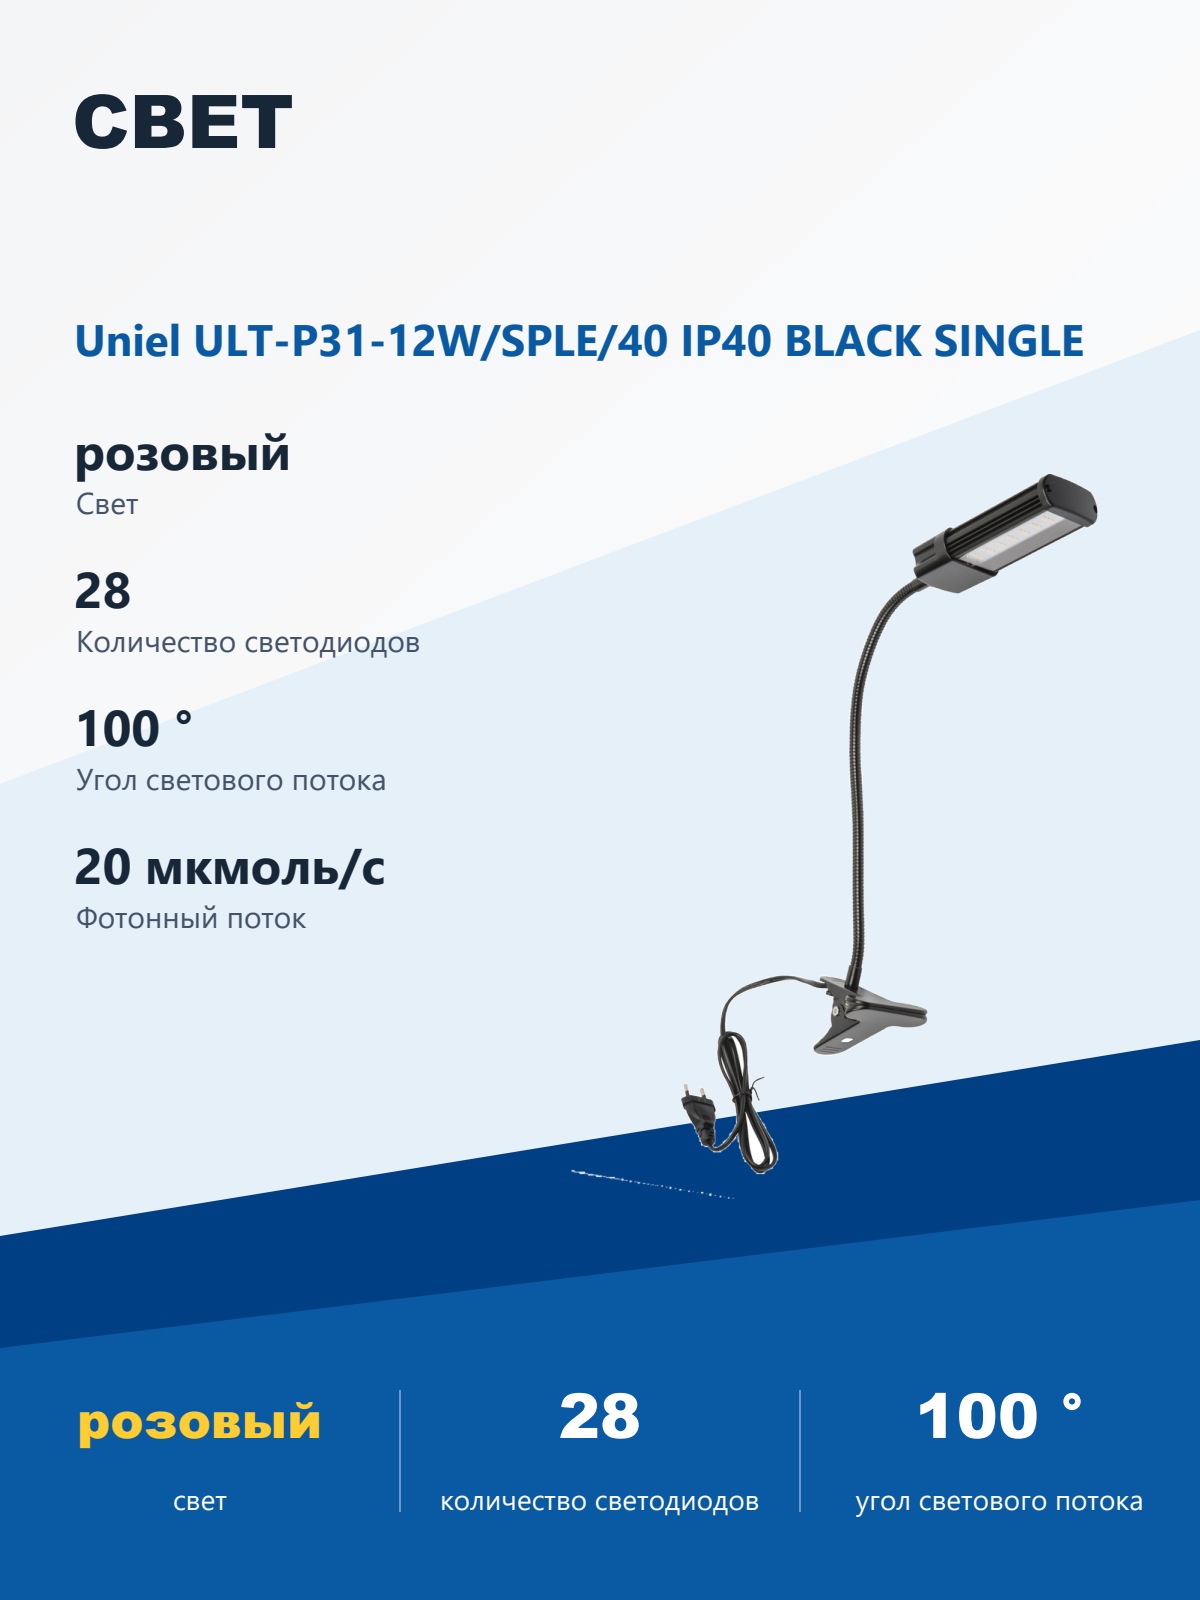 СВЕТ
Uniel ULT-P31-12W/SPLE/40 IP40 BLACK SINGLE
розовый
Свет
28
Количество светодиодов
100 °
Угол светового потока
20 мкмоль/с
Фотонный поток
розовый
28
100 °
свет
количество светодиодов
угол светового потока